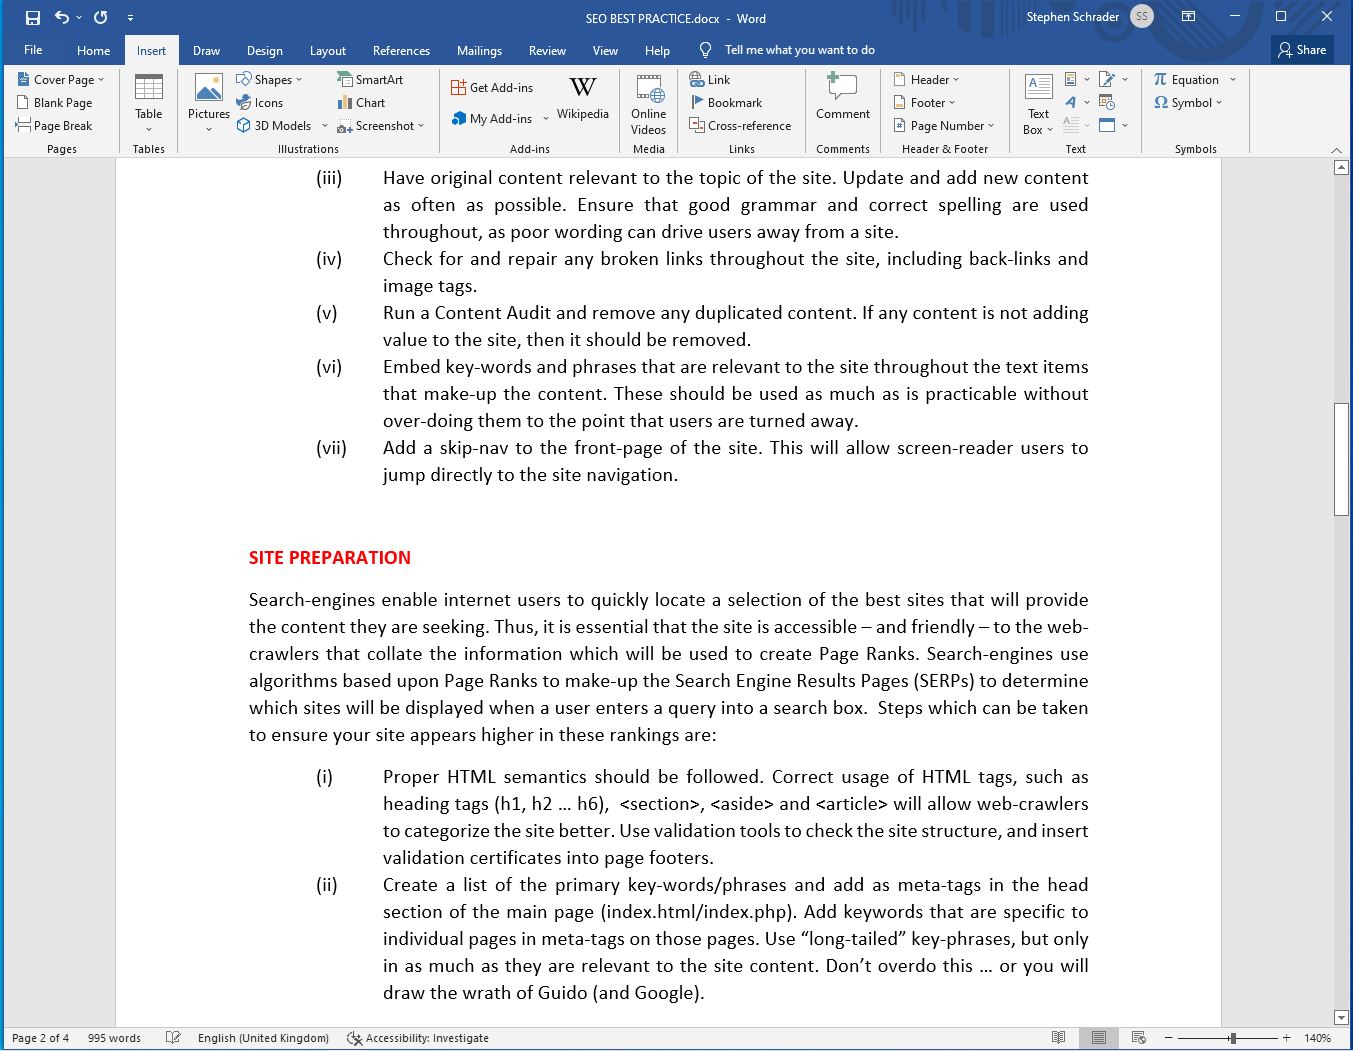 SEO BEST PRACTICE.docx - Word
Stephen Schrader SS
File Home Insert Draw Design Layout References Mailings Review View Help Tell me what you want to do Share
Cover Page
Blank Page
Page Break
Pages
Table
Tables
Pictures
Shapes
Icons
3D Models
SmartArt
Chart
Screenshot
Illustrations
Get Add-ins
My Add-ins
W
Wikipedia
Add-ins
Online
Videos
Media
Link
Bookmark
Cross-reference
Links
Comment
Comments
Header
Footer
Page Number
Header & Footer
Text
Box
Text
Equation
Symbol
Symbols
(iii) Have original content relevant to the topic of the site. Update and add new content
as often as possible. Ensure that good grammar and correct spelling are used
throughout, as poor wording can drive users away from a site.
(iv) Check for and repair any broken links throughout the site, including back-links and
image tags.
(v) Run a Content Audit and remove any duplicated content. If any content is not adding
value to the site, then it should be removed.
(vi) Embed key-words and phrases that are relevant to the site throughout the text items
that make-up the content. These should be used as much as is practicable without
over-doing them to the point that users are turned away.
(vii) Add a skip-nav to the front-page of the site. This will allow screen-reader users to
jump directly to the site navigation.
SITE PREPARATION
Search-engines enable internet users to quickly locate a selection of the best sites that will provide
the content they are seeking. Thus, it is essential that the site is accessible – and friendly – to the web-
crawlers that collate the information which will be used to create Page Ranks. Search-engines use
algorithms based upon Page Ranks to make-up the Search Engine Results Pages (SERPs) to determine
which sites will be displayed when a user enters a query into a search box.  Steps which can be taken
to ensure your site appears higher in these rankings are:
(i) Proper HTML semantics should be followed. Correct usage of HTML tags, such as
heading tags (h1, h2 … h6),  <section>, <aside> and <article> will allow web-crawlers
to categorize the site better. Use validation tools to check the site structure, and insert
validation certificates into page footers.
(ii) Create a list of the primary key-words/phrases and add as meta-tags in the head
section of the main page (index.html/index.php). Add keywords that are specific to
individual pages in meta-tags on those pages. Use “long-tailed” key-phrases, but only
in as much as they are relevant to the site content. Don’t overdo this … or you will
draw the wrath of Guido (and Google).
Page 2 of 4 995 words English (United Kingdom) Accessibility: Investigate 140%